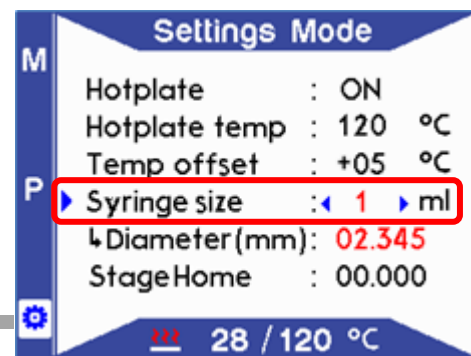 Settings Mode
M
Hotplate : ON
Hotplate temp : 120 °C
Temp offset : +05 °C
P
Syringe size : 1 ml
↳Diameter(mm): 02.345
StageHome : 00.000
28 / 120 °C